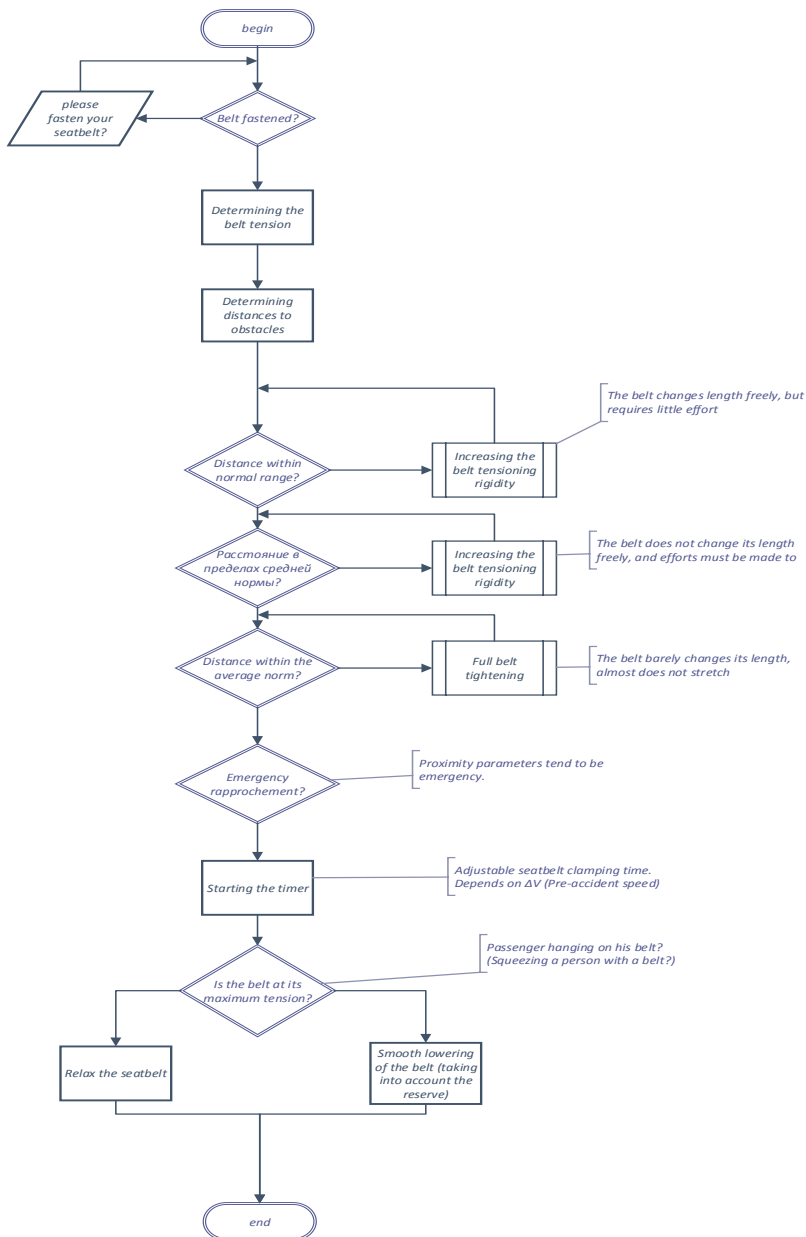 begin
please
fasten your
seatbelt?
Belt fastened?
Determining the
belt tension
Determining
distances to
obstacles
The belt changes length freely, but
requires little effort
Distance within
normal range?
Increasing the
belt tensioning
rigidity
Расстояние в
пределах средней
нормы?
Increasing the
belt tensioning
rigidity
The belt does not change its length
freely, and efforts must be made to
Distance within the
average norm?
Full belt
tightening
The belt barely changes its length,
almost does not stretch
Emergency
rapprochement?
Proximity parameters tend to be
emergency.
Starting the timer
Adjustable seatbelt clamping time.
Depends on ΔV (Pre-accident speed)
Is the belt at its
maximum tension?
Passenger hanging on his belt?
(Squeezing a person with a belt?)
Relax the seatbelt
Smooth lowering
of the belt (taking
into account the
reserve)
end